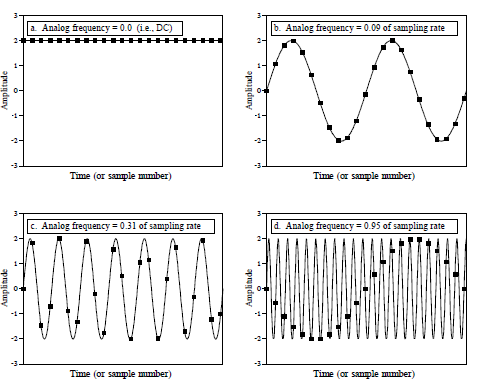 a. Analog frequency = 0.0 (i.e., DC)
3
2
1
0
-1
-2
-3
Amplitude
Time (or sample number)
b. Analog frequency = 0.09 of sampling rate
3
2
1
0
-1
-2
-3
Amplitude
Time (or sample number)
c. Analog frequency = 0.31 of sampling rate
3
2
1
0
-1
-2
-3
Amplitude
Time (or sample number)
d. Analog frequency = 0.95 of sampling rate
3
2
1
0
-1
-2
-3
Amplitude
Time (or sample number)